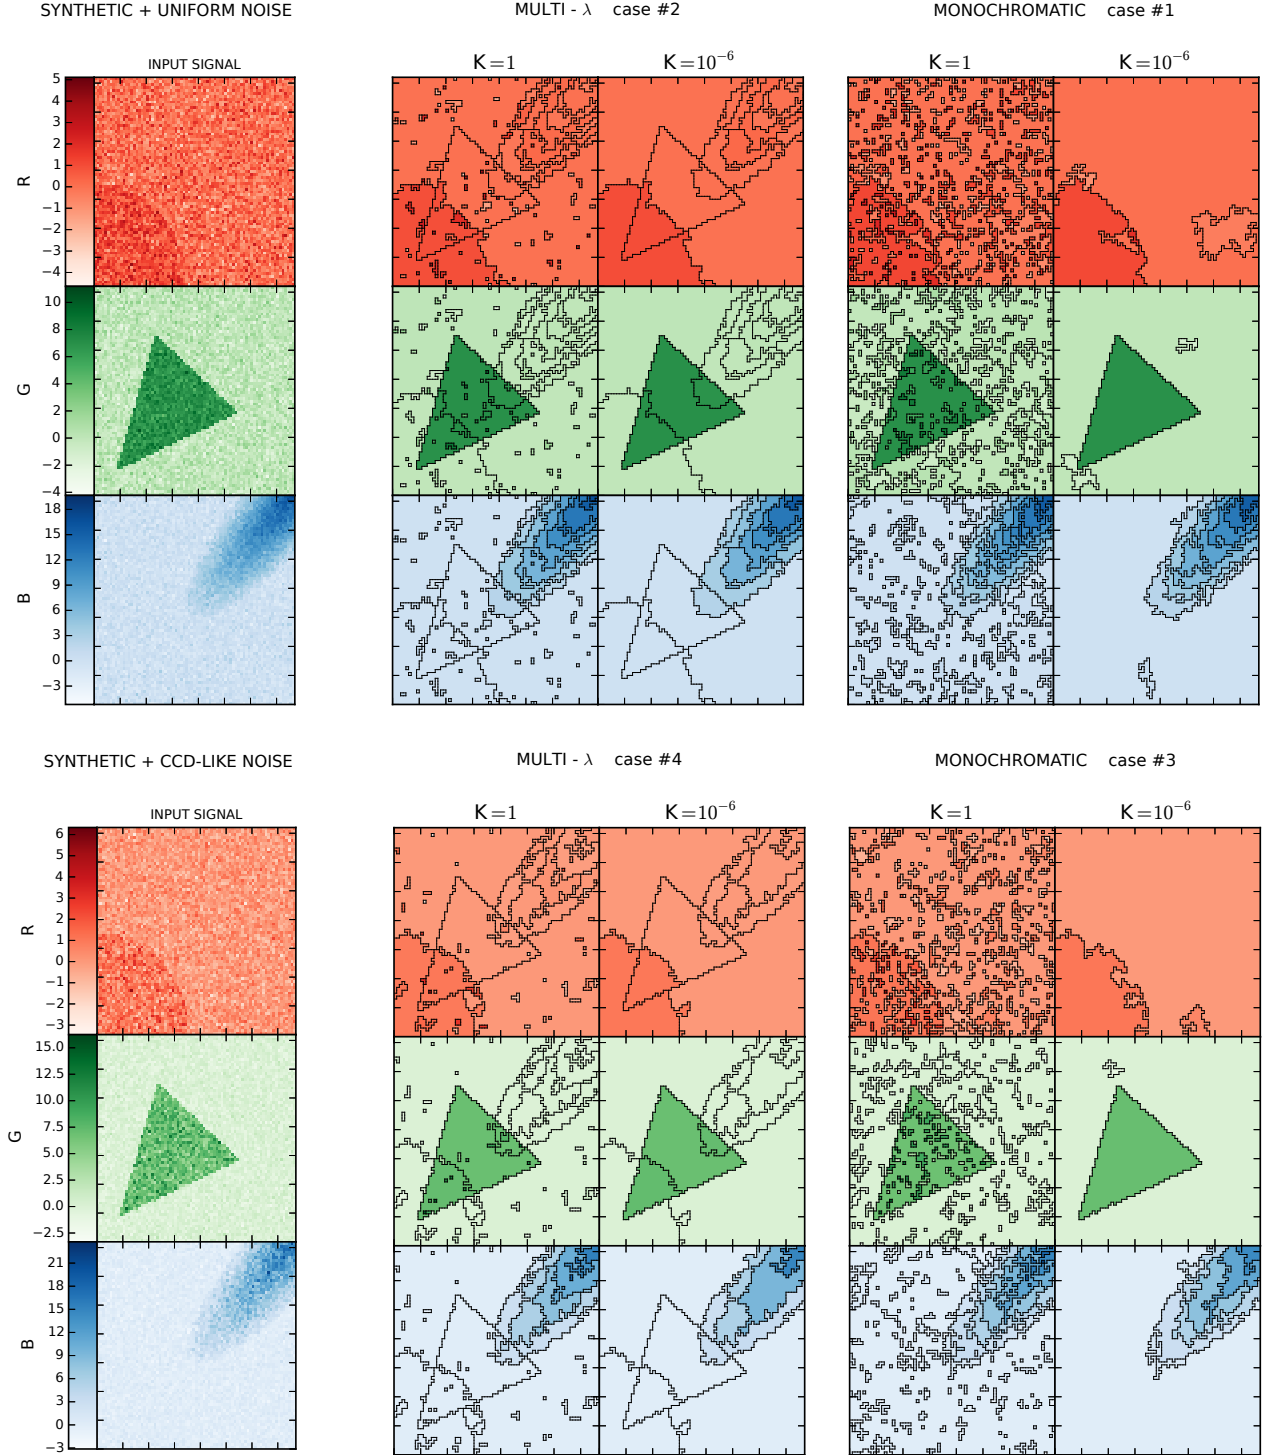 SYNTHETIC + UNIFORM NOISE
MULTI - λ case #2
MONOCHROMATIC case #1
INPUT SIGNAL
K = 1
K = 10⁻⁶
K = 1
K = 10⁻⁶
R
5
4
3
2
1
0
−1
−2
−3
−4
G
10
8
6
4
2
0
−2
−4
B
18
15
12
9
6
3
0
−3
SYNTHETIC + CCD-LIKE NOISE
MULTI - λ case #4
MONOCHROMATIC case #3
INPUT SIGNAL
K = 1
K = 10⁻⁶
K = 1
K = 10⁻⁶
R
6
5
4
3
2
1
0
−1
−2
−3
G
15.0
12.5
10.0
7.5
5.0
2.5
0.0
−2.5
B
21
18
15
12
9
6
3
0
−3